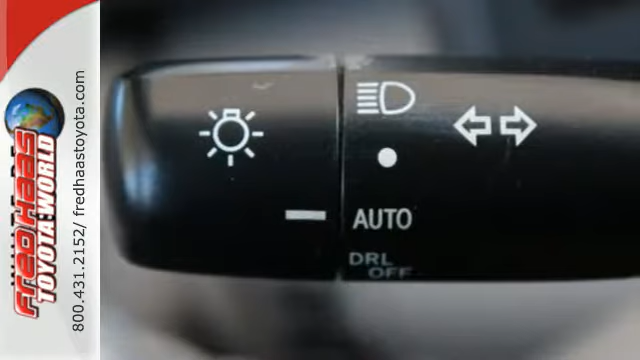 FRED HAAS
TOYOTA WORLD
800.431.2152/ fredhaastoyota.com
AUTO
DRL
OFF